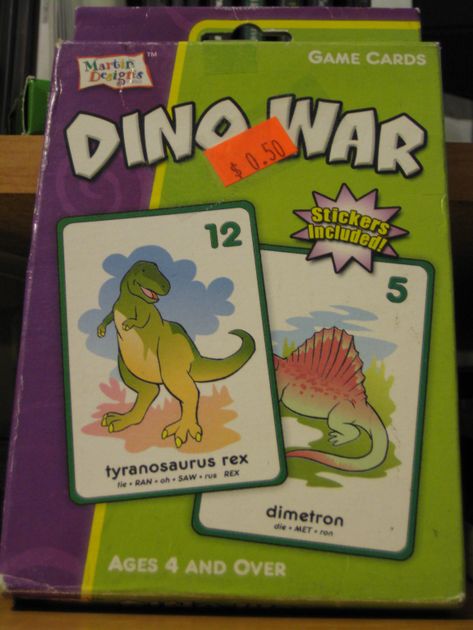 Martin
Designs
TM
GAME CARDS
DINO WAR
$ 0.50
Stickers
Included!
12
5
tyranosaurus rex
tie • RAN • oh • SAW • rus REX
dimetron
die • MET • ron
AGES 4 AND OVER